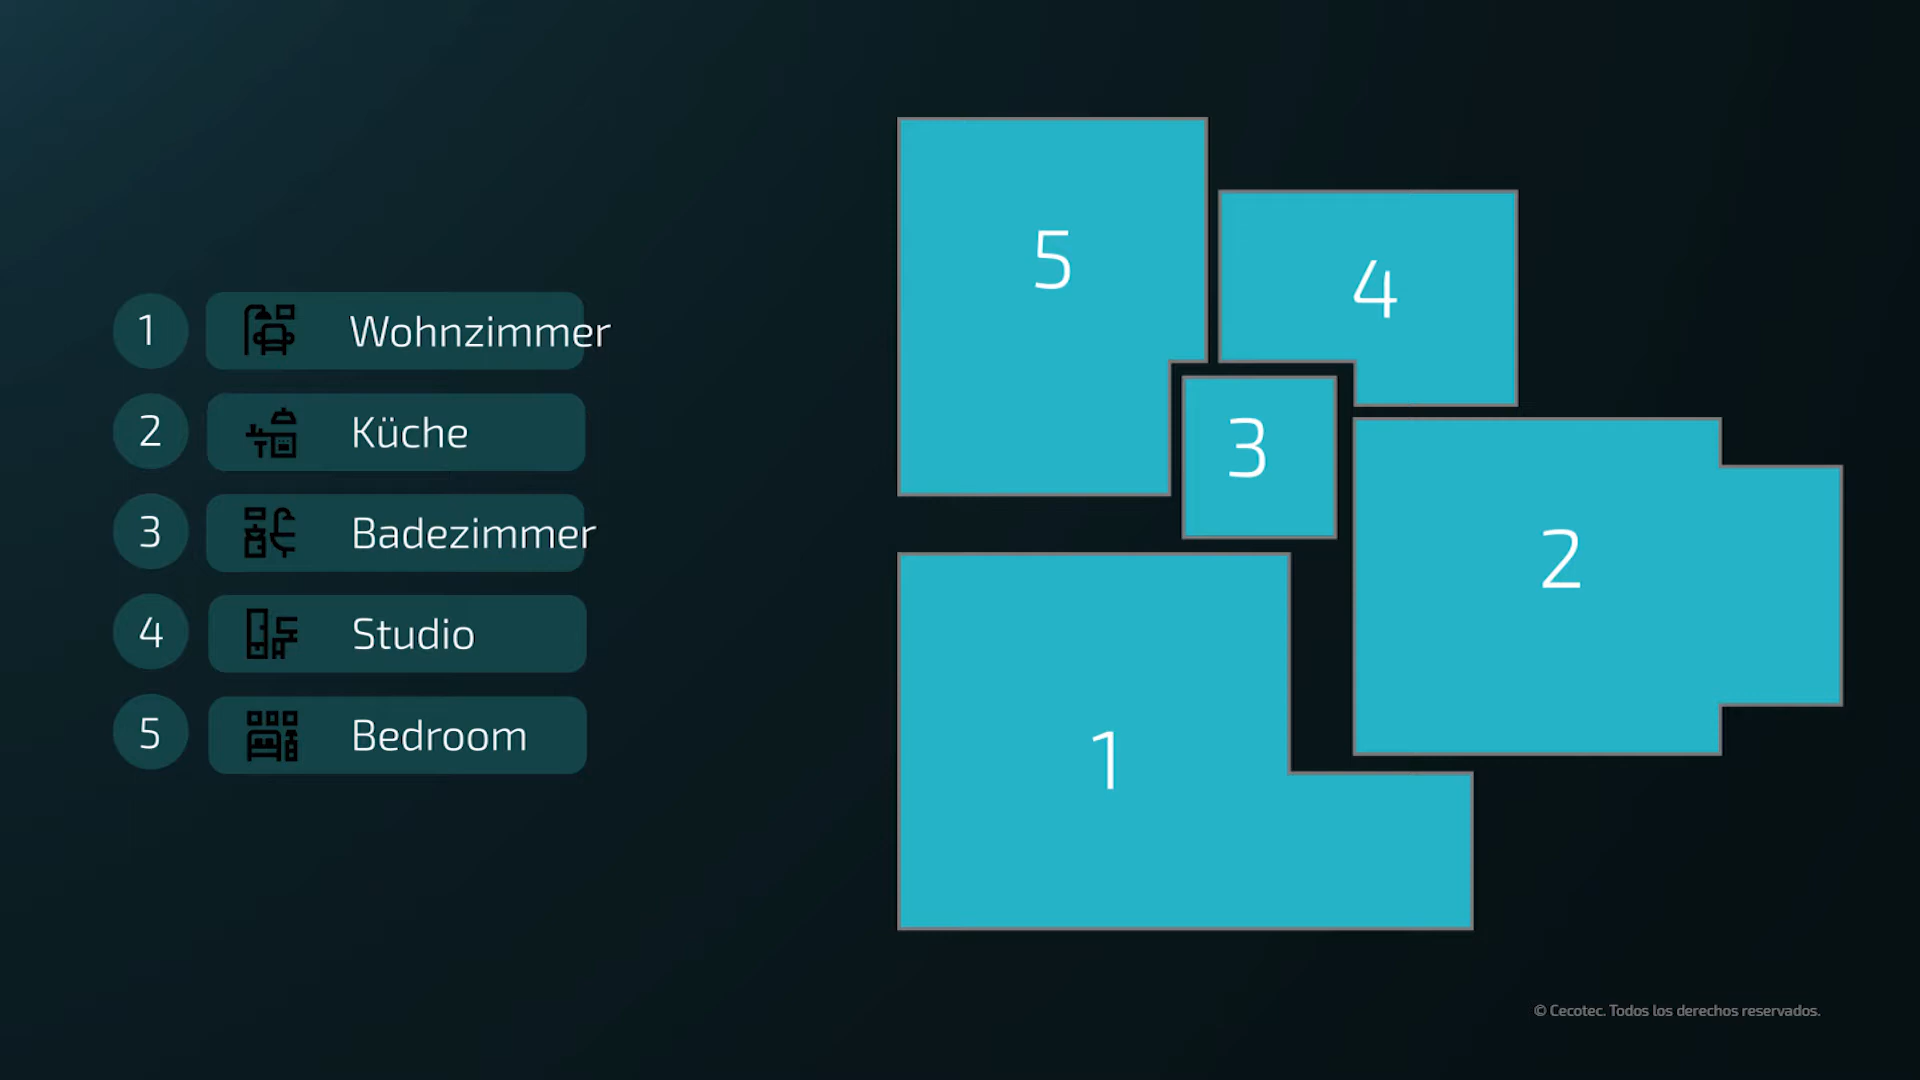 1 Wohnzimmer
2 Küche
3 Badezimmer
4 Studio
5 Bedroom
5
4
3
2
1
© Cecotec. Todos los derechos reservados.